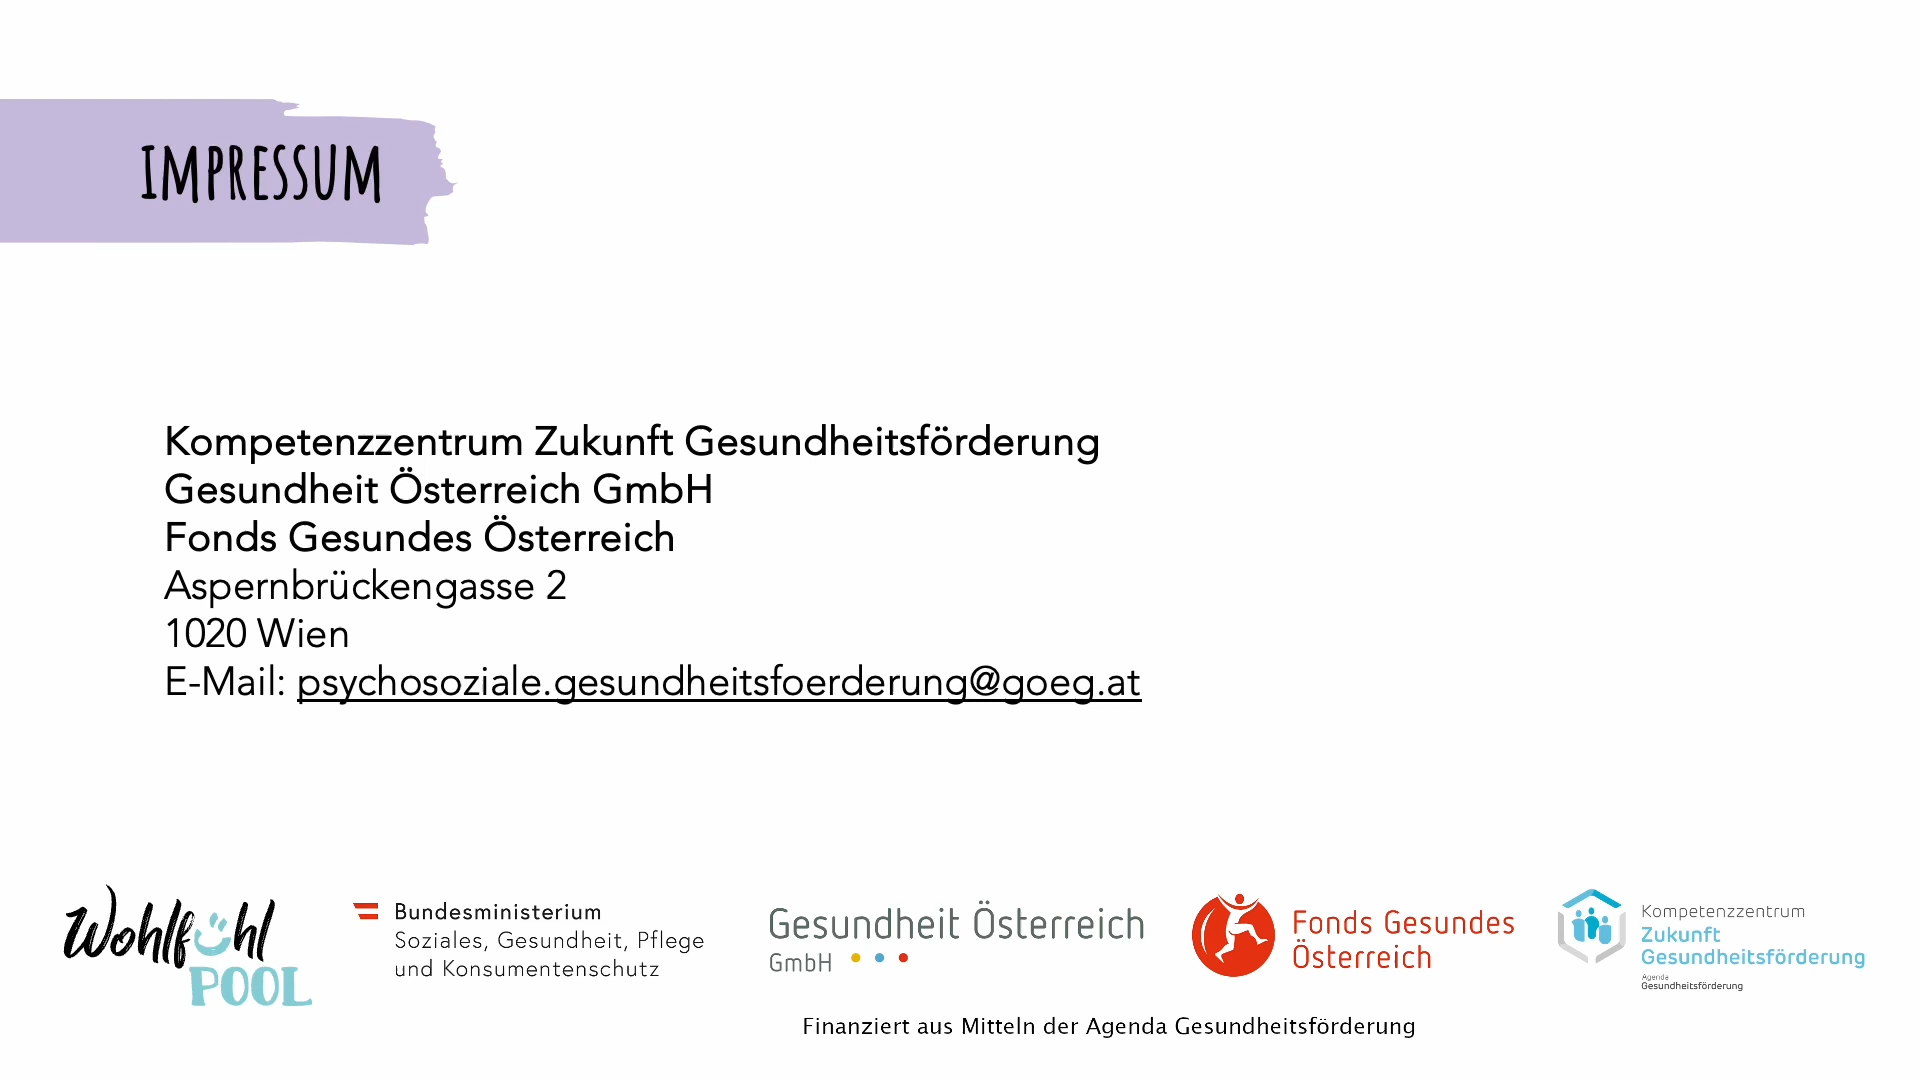 IMPRESSUM
Kompetenzzentrum Zukunft Gesundheitsförderung
Gesundheit Österreich GmbH
Fonds Gesundes Österreich
Aspernbrückengasse 2
1020 Wien
E-Mail: psychosoziale.gesundheitsfoerderung@goeg.at
Wohlfühl
POOL
Bundesministerium
Soziales, Gesundheit, Pflege
und Konsumentenschutz
Gesundheit Österreich
GmbH
Fonds Gesundes
Österreich
Kompetenzzentrum
Zukunft
Gesundheitsförderung
Agenda
Gesundheitsförderung
Finanziert aus Mitteln der Agenda Gesundheitsförderung